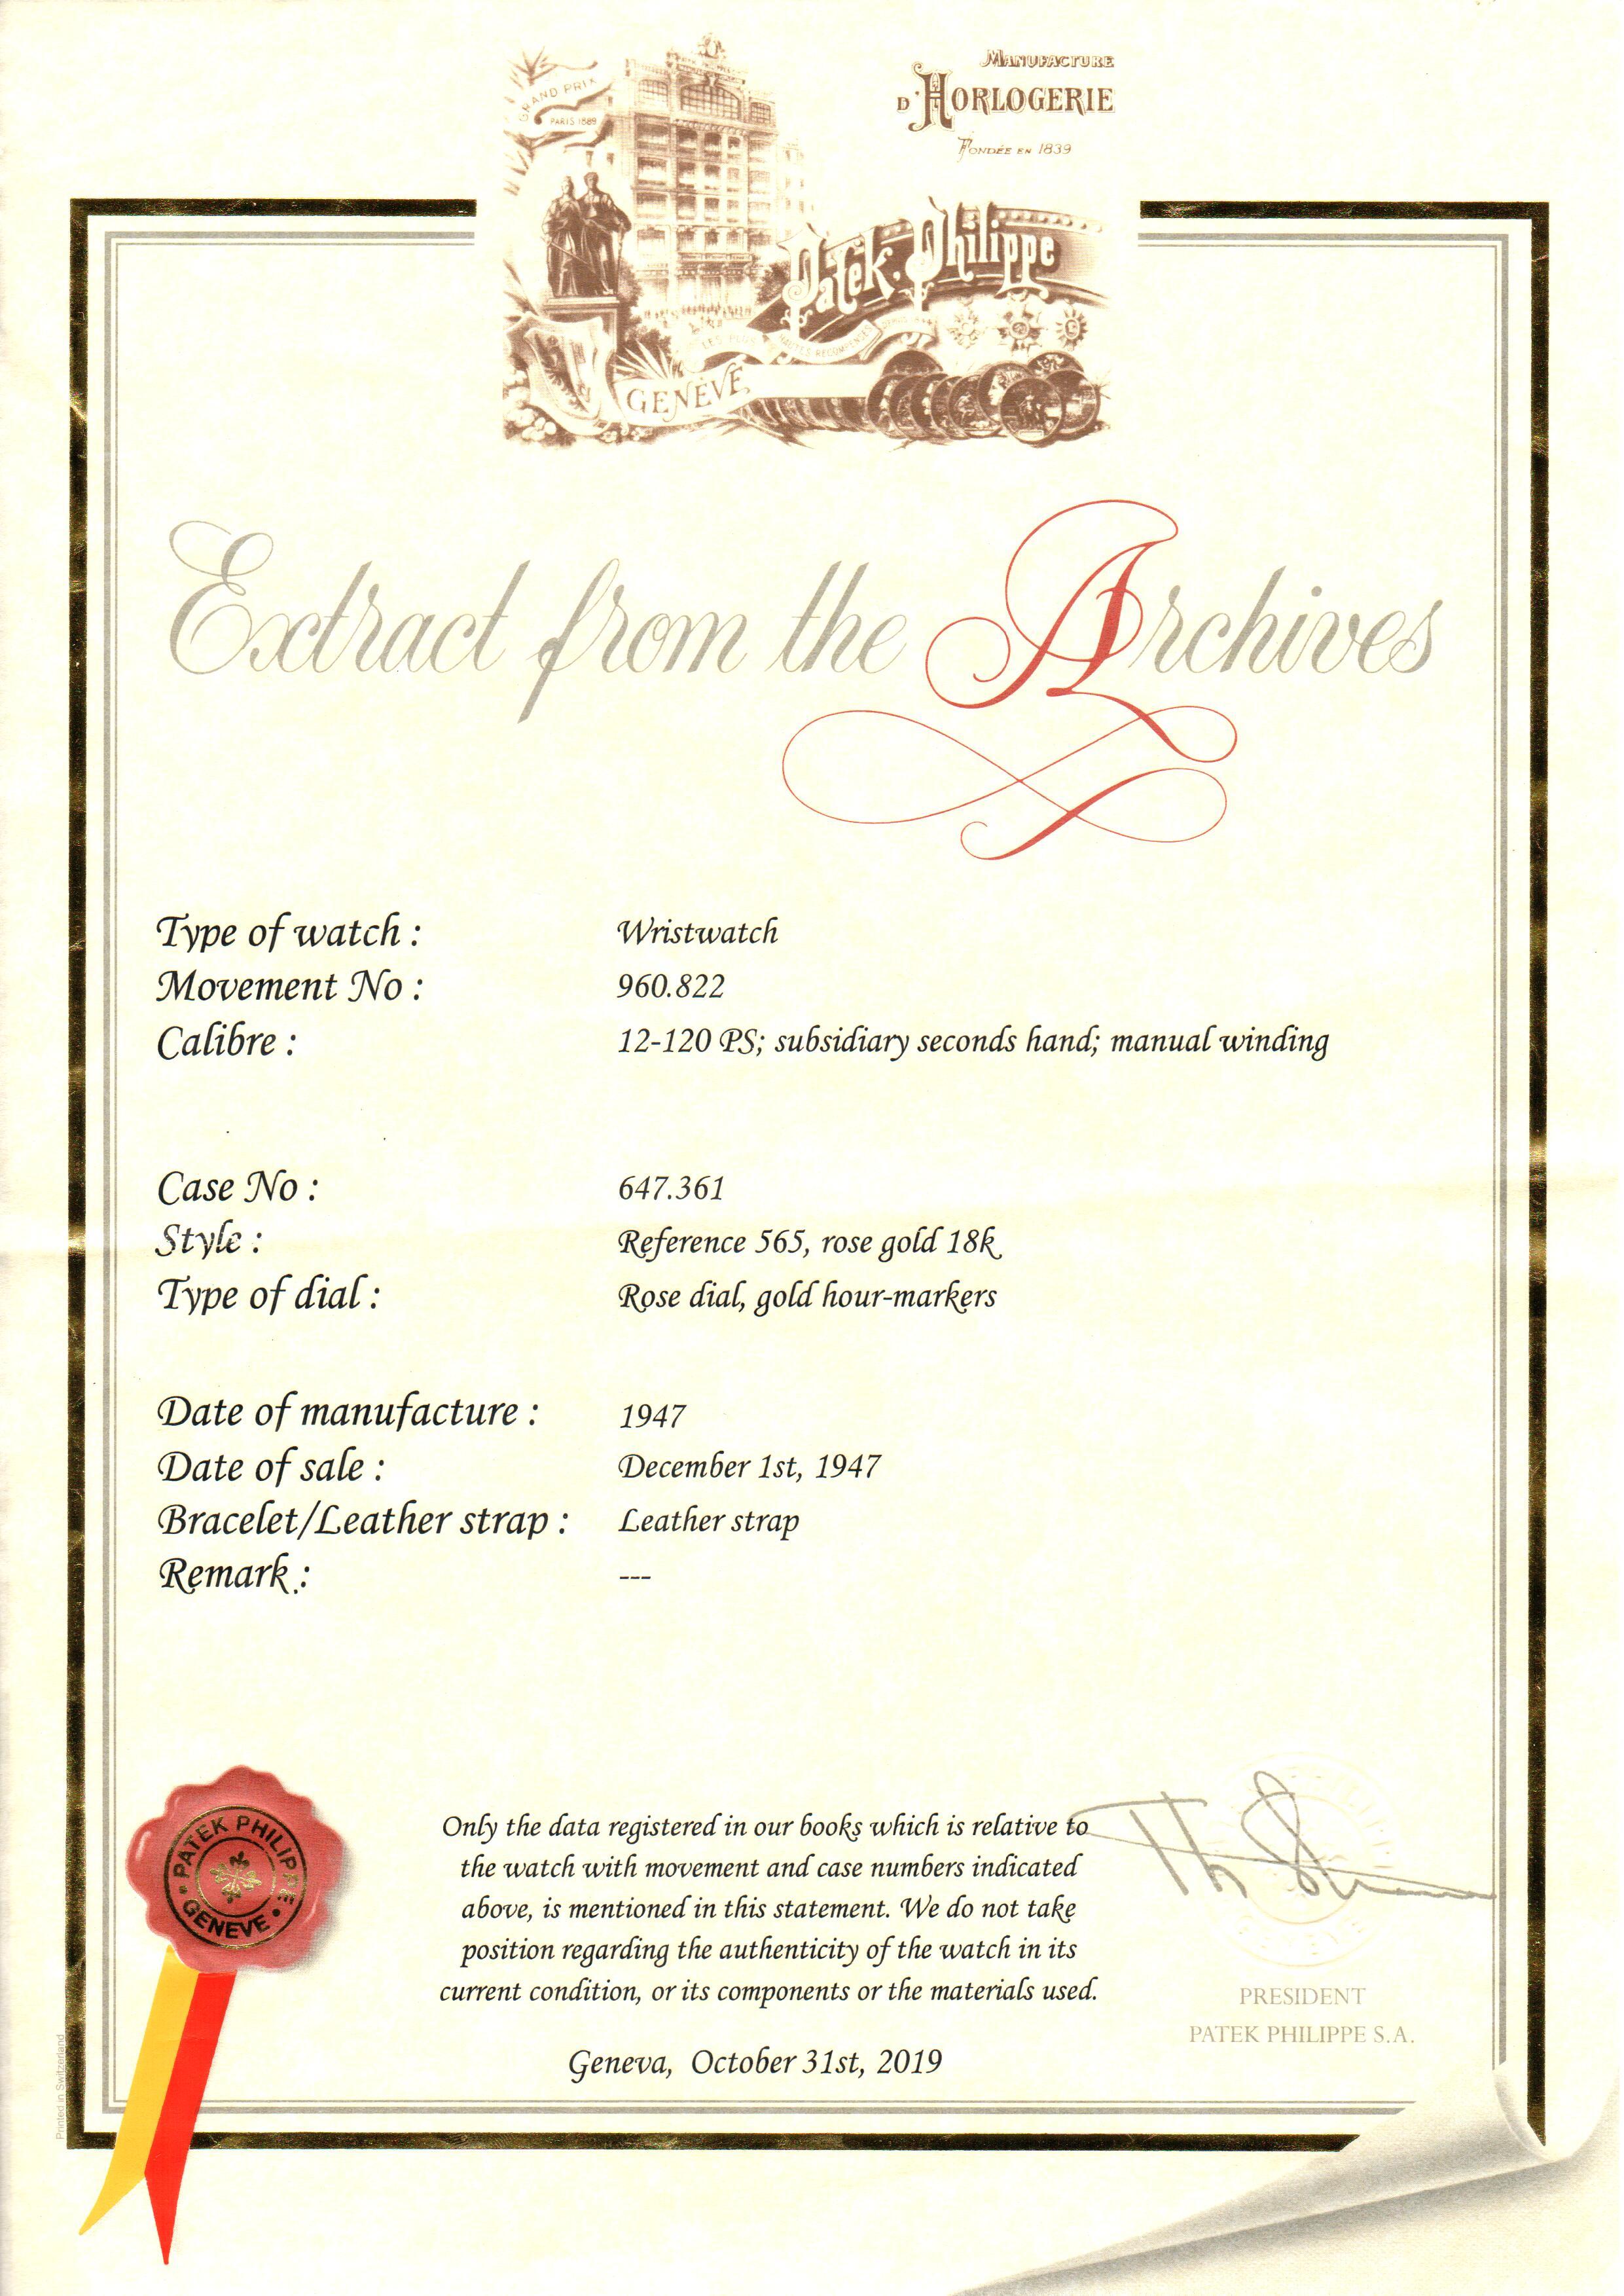 MANUFACTURE
D'HORLOGERIE
FONDÉE EN 1839
GRAND PRIX
PARIS 1889
Patek Philippe
LES PLUS HAUTES RECOMPENSES
GENÈVE
Extract from the Archives
Type of watch : Wristwatch
Movement No : 960.822
Calibre : 12-120 PS; subsidiary seconds hand; manual winding
Case No : 647.361
Style : Reference 565, rose gold 18k
Type of dial : Rose dial, gold hour-markers
Date of manufacture : 1947
Date of sale : December 1st, 1947
Bracelet/Leather strap : Leather strap
Remark : ---
PATEK PHILIPPE
GENEVE
Only the data registered in our books which is relative to
the watch with movement and case numbers indicated
above, is mentioned in this statement. We do not take
position regarding the authenticity of the watch in its
current condition, or its components or the materials used.
PRESIDENT
PATEK PHILIPPE S.A.
Geneva, October 31st, 2019
Printed in Switzerland